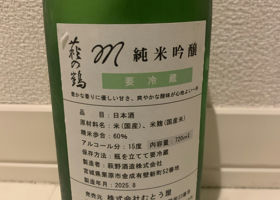 萩の鶴
m 純米吟醸
要冷蔵
豊かな香りに優しい甘さ、爽やかな酸味が心地よい一本
品目：日本酒
原材料名：米（国産）、米麹（国産米）
精米歩合：60%
アルコール分：15度 内容量：720ml
保存方法：瓶を立てて要冷蔵
製造者：萩野酒造株式会社
宮城県栗原市金成有壁新町52番地
製造年月：2025.8
株式会社むとう屋